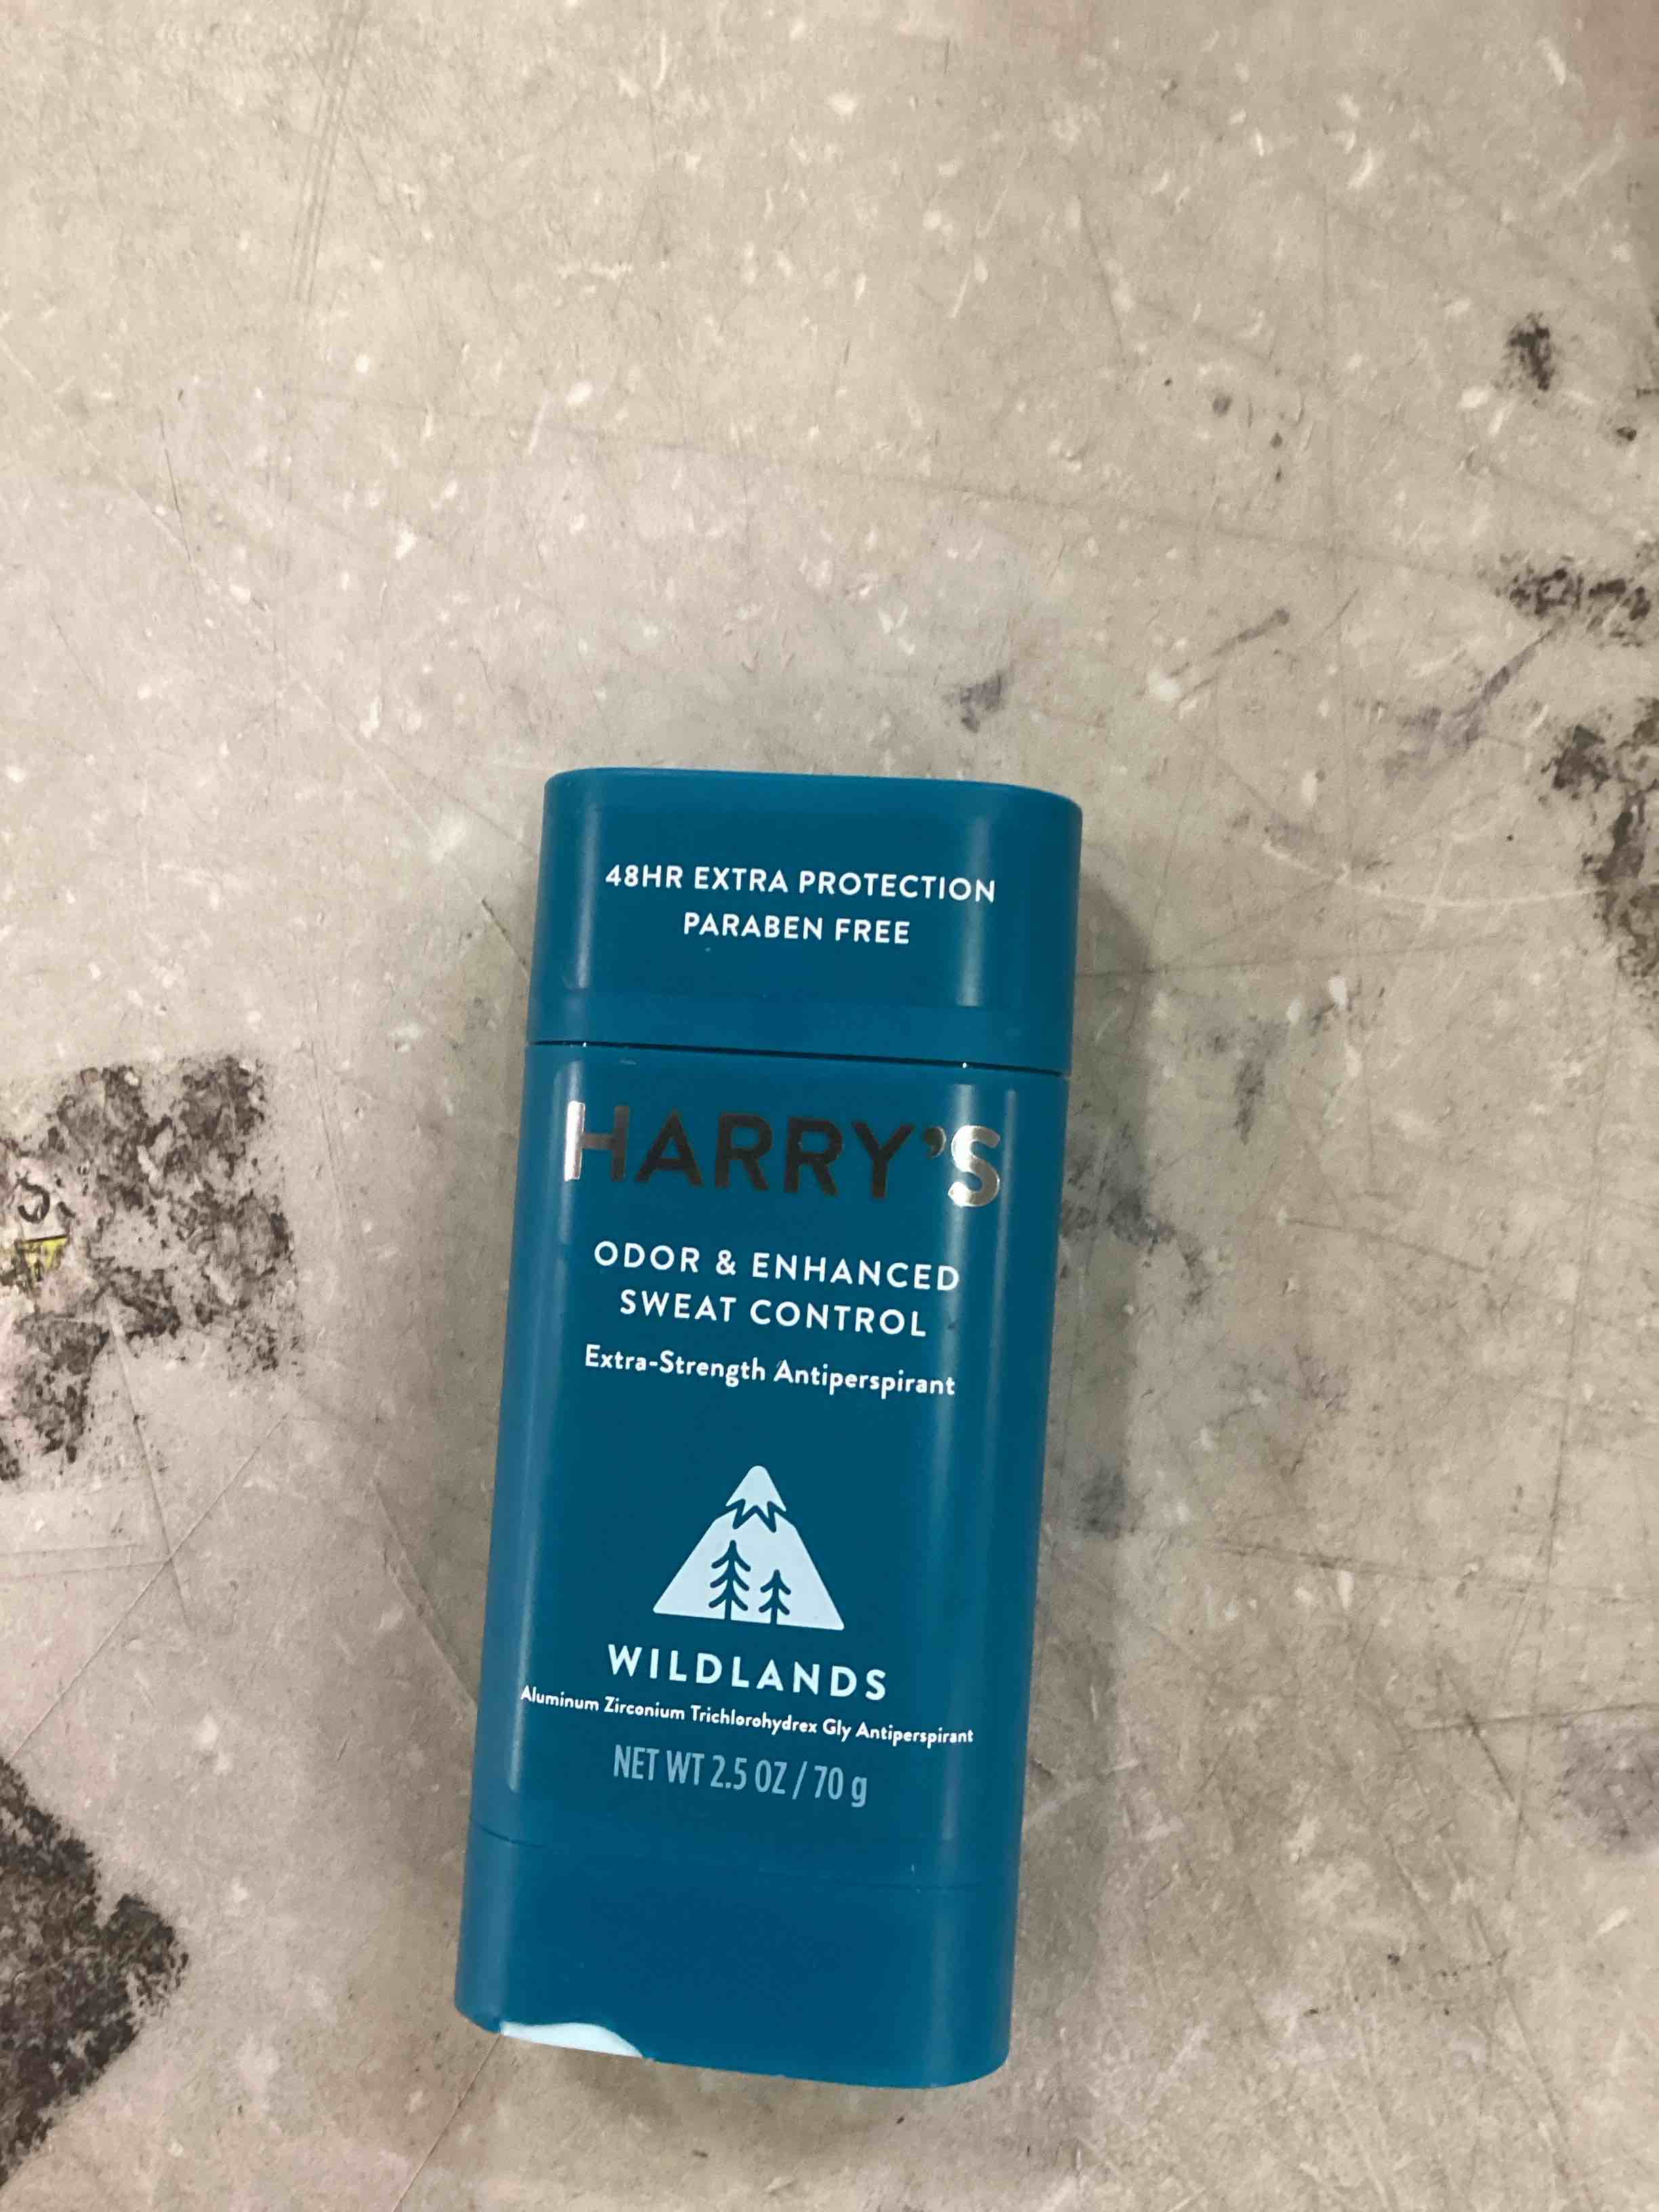 48HR EXTRA PROTECTION
PARABEN FREE
HARRY'S
ODOR & ENHANCED
SWEAT CONTROL
Extra-Strength Antiperspirant
WILDLANDS
Aluminum Zirconium Trichlorohydrex Gly Antiperspirant
NET WT 2.5 OZ / 70 g